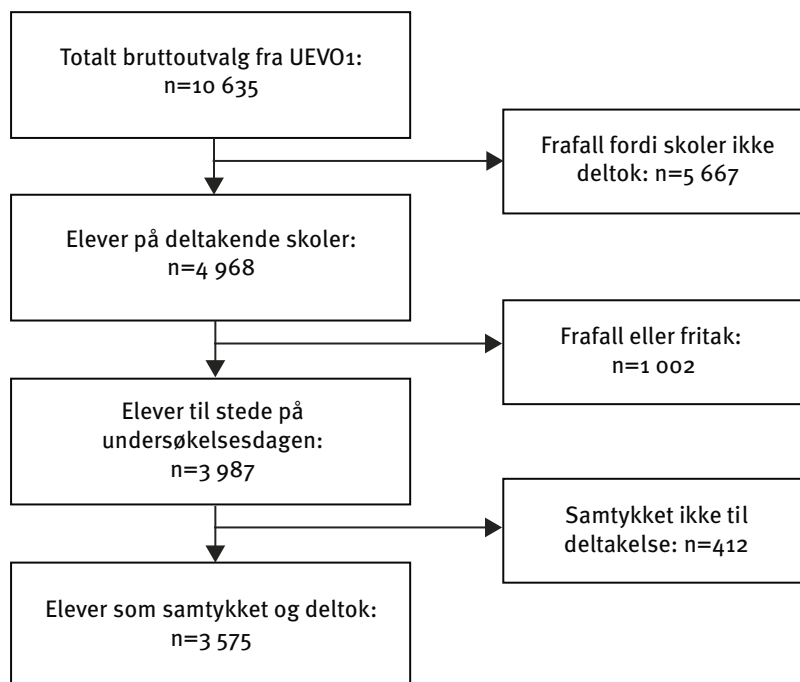 Totalt bruttoutvalg fra UEVO1:
n=10 635
Frafall fordi skoler ikke
deltok: n=5 667
Elever på deltakende skoler:
n=4 968
Frafall eller fritak:
n=1 002
Elever til stede på
undersøkelsesdagen:
n=3 987
Samtykket ikke til
deltakelse: n=412
Elever som samtykket og deltok:
n=3 575